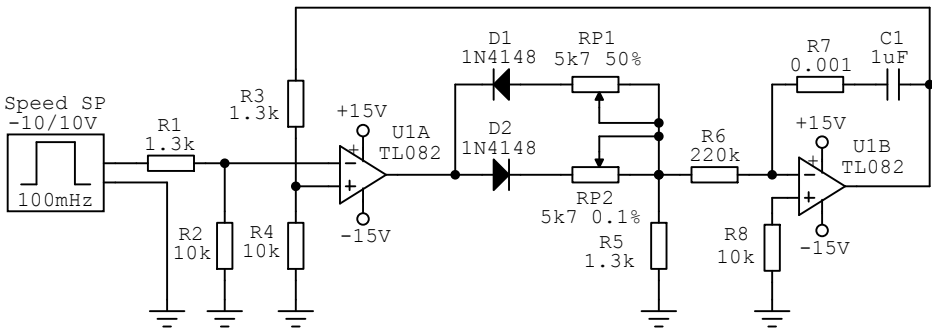 Speed SP
-10/10V
100mHz
R1
1.3k
R2
10k
R3
1.3k
R4
10k
+15V
U1A
TL082
-15V
D1
1N4148
D2
1N4148
RP1
5k7 50%
RP2
5k7 0.1%
R5
1.3k
R6
220k
R7
0.001
C1
1uF
+15V
U1B
TL082
-15V
R8
10k